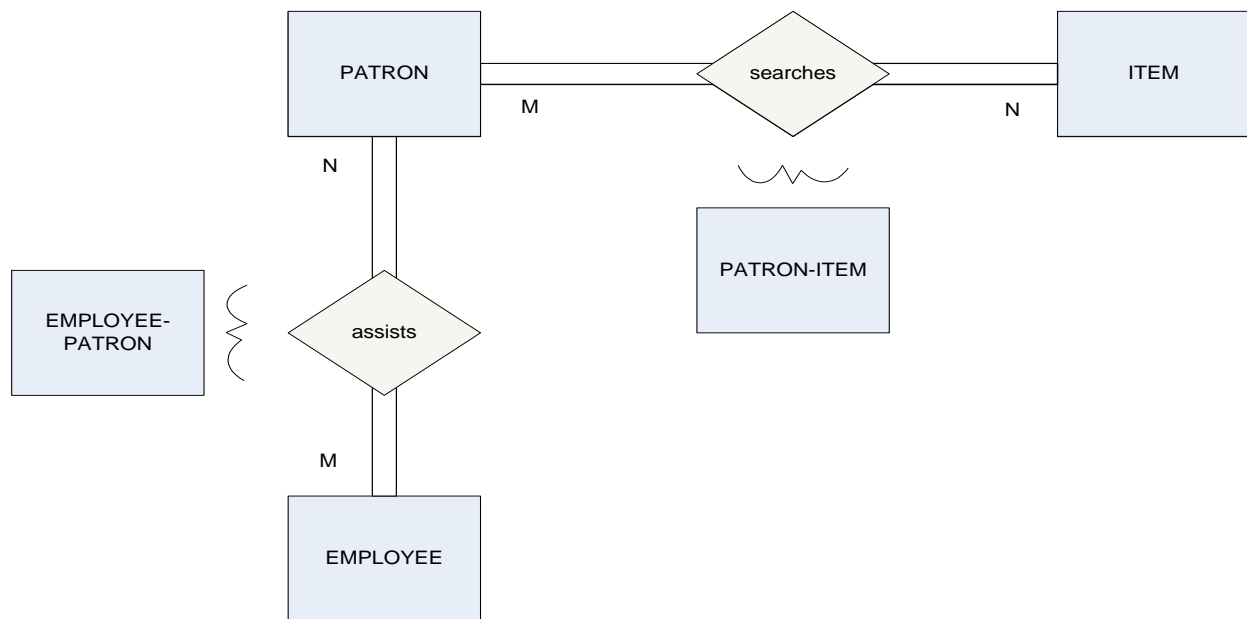 PATRON
searches
ITEM
M
N
N
PATRON-ITEM
EMPLOYEE-
PATRON
assists
M
EMPLOYEE